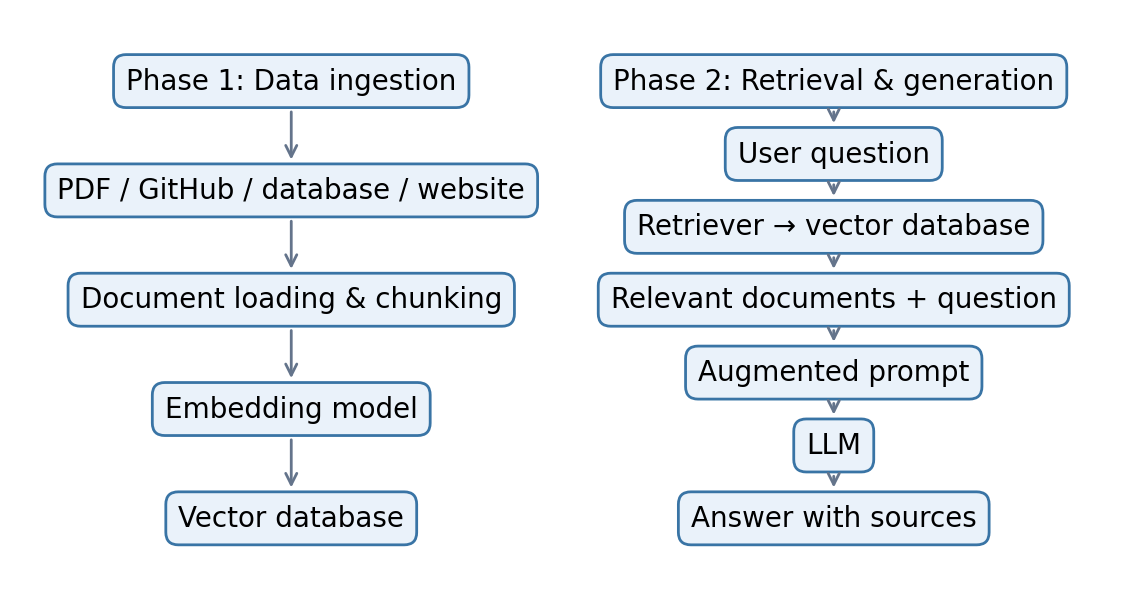 Phase 1: Data ingestion
PDF / GitHub / database / website
Document loading & chunking
Embedding model
Vector database
Phase 2: Retrieval & generation
User question
Retriever → vector database
Relevant documents + question
Augmented prompt
LLM
Answer with sources